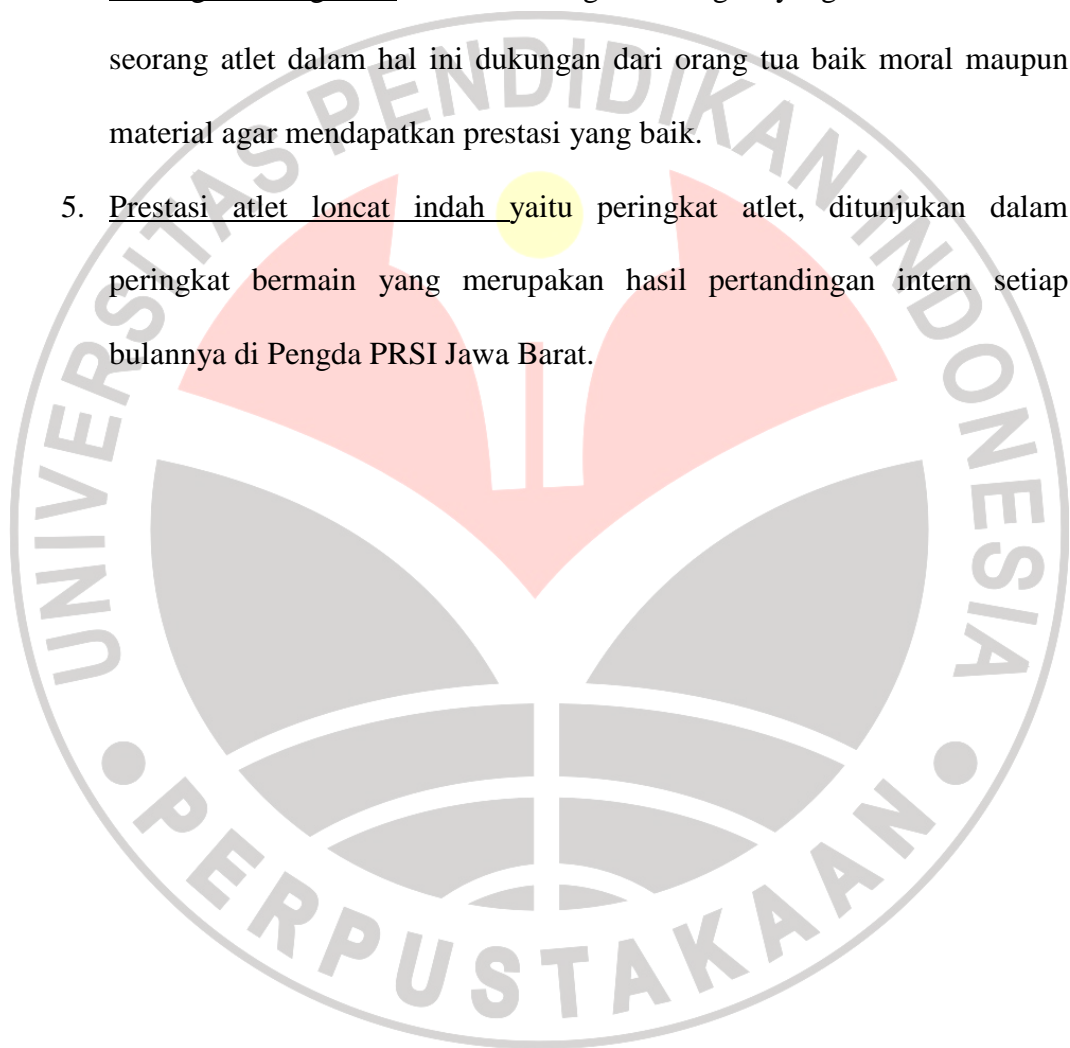 seorang atlet dalam hal ini dukungan dari orang tua baik moral maupun
material agar mendapatkan prestasi yang baik.
5. Prestasi atlet loncat indah yaitu peringkat atlet, ditunjukan dalam
peringkat bermain yang merupakan hasil pertandingan intern setiap
bulannya di Pengda PRSI Jawa Barat.
UNIVERSITAS PENDIDIKAN INDONESIA
PERPUSTAKAAN